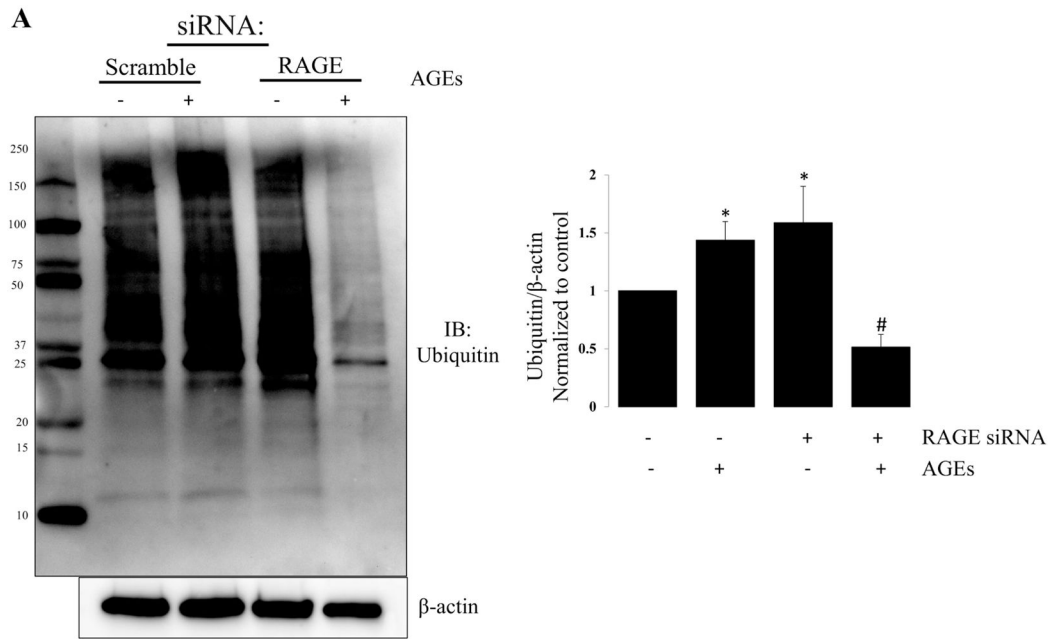 A
siRNA:
Scramble RAGE AGEs
- + - +
250
150
100
75
50
37
25
20
15
10
IB:
Ubiquitin
β-actin
Ubiquitin/β-actin
Normalized to control
2
1.5
1
0.5
0
* * #
- - + + RAGE siRNA
- + - + AGEs